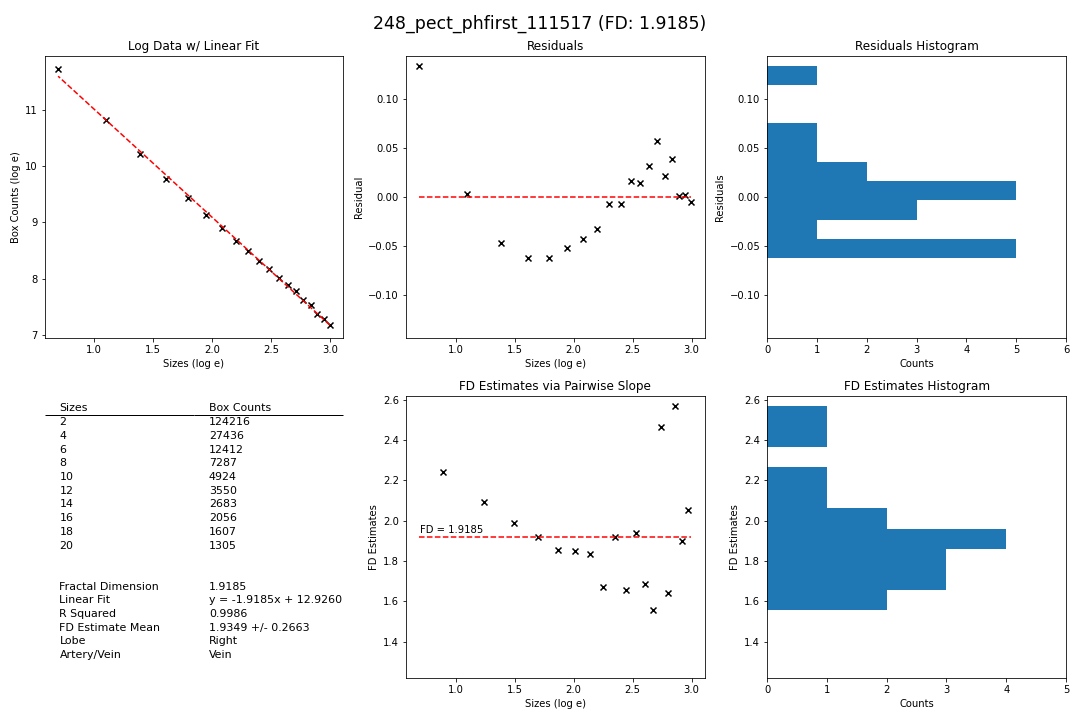 248_pect_phfirst_111517 (FD: 1.9185)
Log Data w/ Linear Fit
Box Counts (log e)
11
10
9
8
7
1.0 1.5 2.0 2.5 3.0
Sizes (log e)
Residuals
Residual
0.10
0.05
0.00
−0.05
−0.10
1.0 1.5 2.0 2.5 3.0
Sizes (log e)
Residuals Histogram
Residuals
0.10
0.05
0.00
−0.05
−0.10
0 1 2 3 4 5 6
Counts
Sizes Box Counts
2 124216
4 27436
6 12412
8 7287
10 4924
12 3550
14 2683
16 2056
18 1607
20 1305
Fractal Dimension 1.9185
Linear Fit y = -1.9185x + 12.9260
R Squared 0.9986
FD Estimate Mean 1.9349 +/- 0.2663
Lobe Right
Artery/Vein Vein
FD Estimates via Pairwise Slope
FD Estimates
2.6
2.4
2.2
2.0
1.8
1.6
1.4
FD = 1.9185
1.0 1.5 2.0 2.5 3.0
Sizes (log e)
FD Estimates Histogram
FD Estimates
2.6
2.4
2.2
2.0
1.8
1.6
1.4
0 1 2 3 4 5
Counts